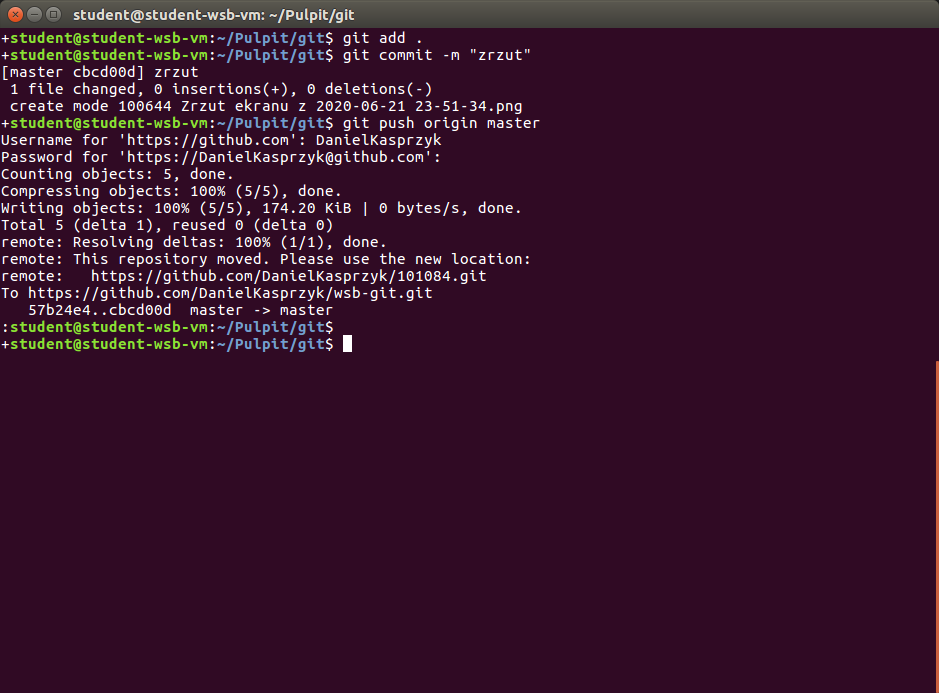 student@student-wsb-vm: ~/Pulpit/git
+student@student-wsb-vm:~/Pulpit/git$ git add .
+student@student-wsb-vm:~/Pulpit/git$ git commit -m "zrzut"
[master cbcd00d] zrzut
 1 file changed, 0 insertions(+), 0 deletions(-)
 create mode 100644 Zrzut ekranu z 2020-06-21 23-51-34.png
+student@student-wsb-vm:~/Pulpit/git$ git push origin master
Username for 'https://github.com': DanielKasprzyk
Password for 'https://DanielKasprzyk@github.com':
Counting objects: 5, done.
Compressing objects: 100% (5/5), done.
Writing objects: 100% (5/5), 174.20 KiB | 0 bytes/s, done.
Total 5 (delta 1), reused 0 (delta 0)
remote: Resolving deltas: 100% (1/1), done.
remote: This repository moved. Please use the new location:
remote:   https://github.com/DanielKasprzyk/101084.git
To https://github.com/DanielKasprzyk/wsb-git.git
   57b24e4..cbcd00d  master -> master
:student@student-wsb-vm:~/Pulpit/git$
+student@student-wsb-vm:~/Pulpit/git$